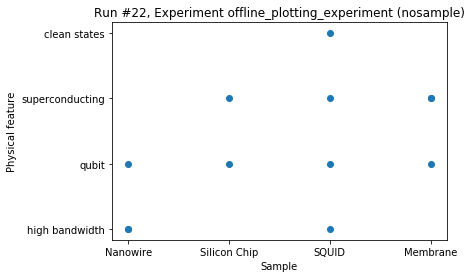 Run #22, Experiment offline_plotting_experiment (nosample)
clean states
superconducting
qubit
high bandwidth
Physical feature
Nanowire
Silicon Chip
SQUID
Membrane
Sample